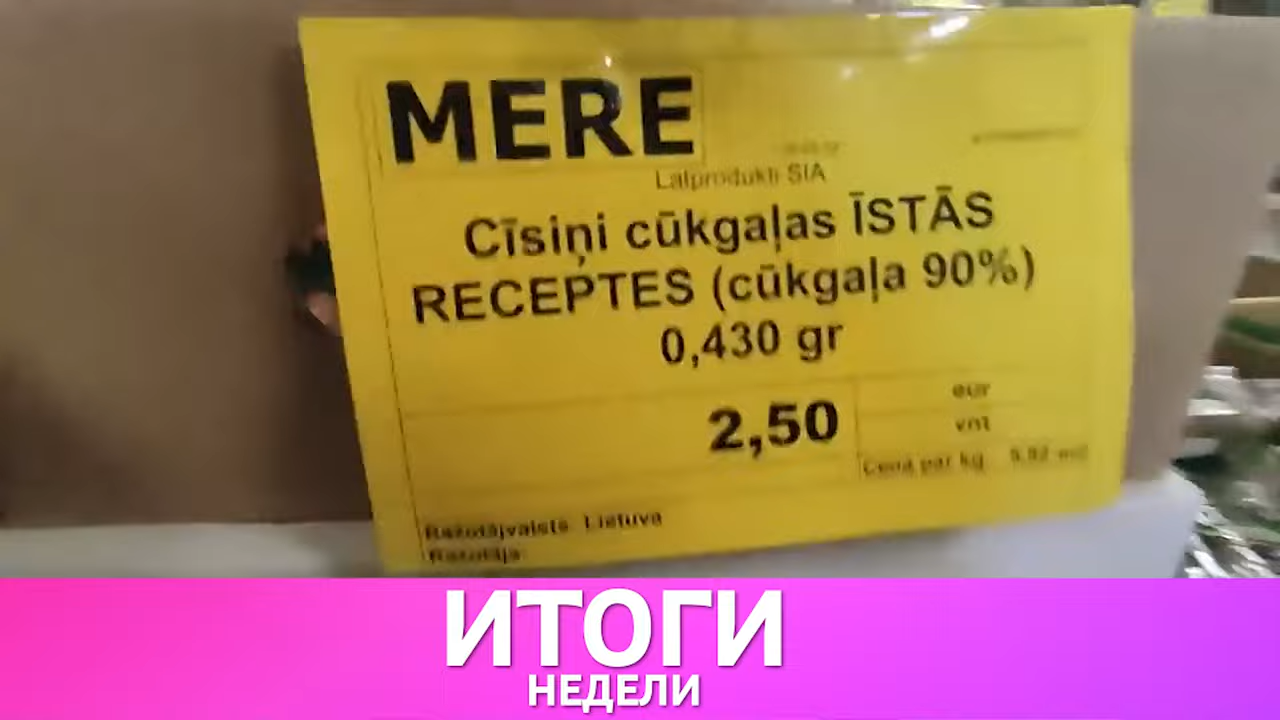 MERE
Lalprodukti SIA
Cīsiņi cūkgaļas ĪSTĀS
RECEPTES (cūkgaļa 90%)
0,430 gr
2,50
eur
vnt
Cena par kg
Ražotājvalsts Lietuva
Ražotājs
ИТОГИ
НЕДЕЛИ